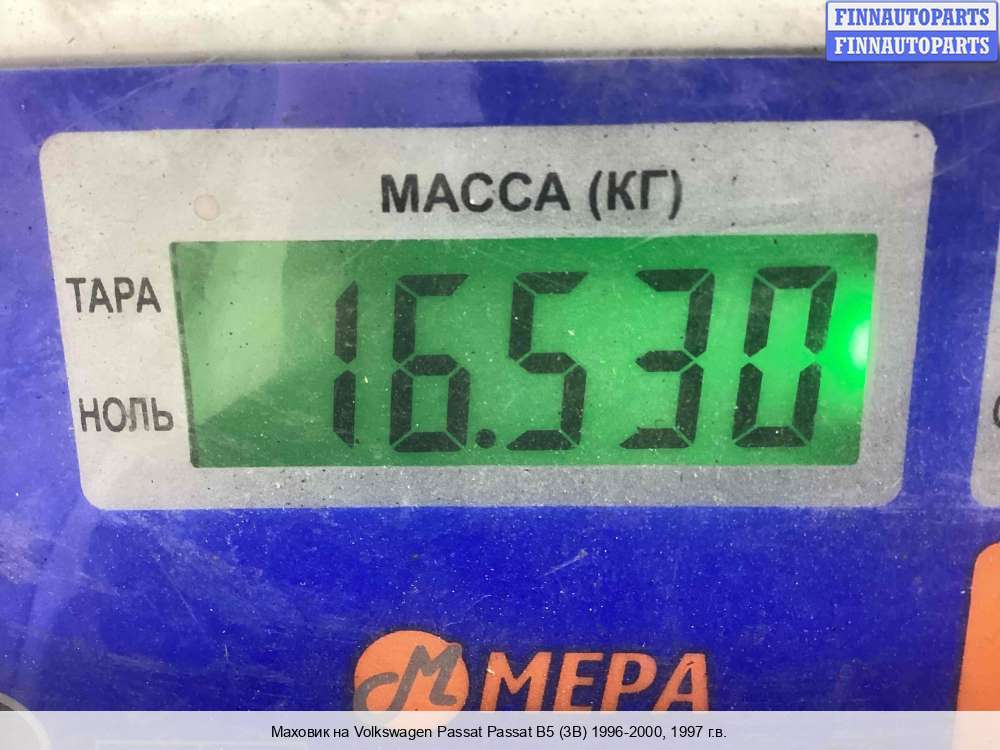 FINNAUTOPARTS
FINNAUTOPARTS
МАССА (КГ)
ТАРА
16.530
НОЛЬ
М МЕРА
Маховик на Volkswagen Passat Passat B5 (3B) 1996-2000, 1997 г.в.